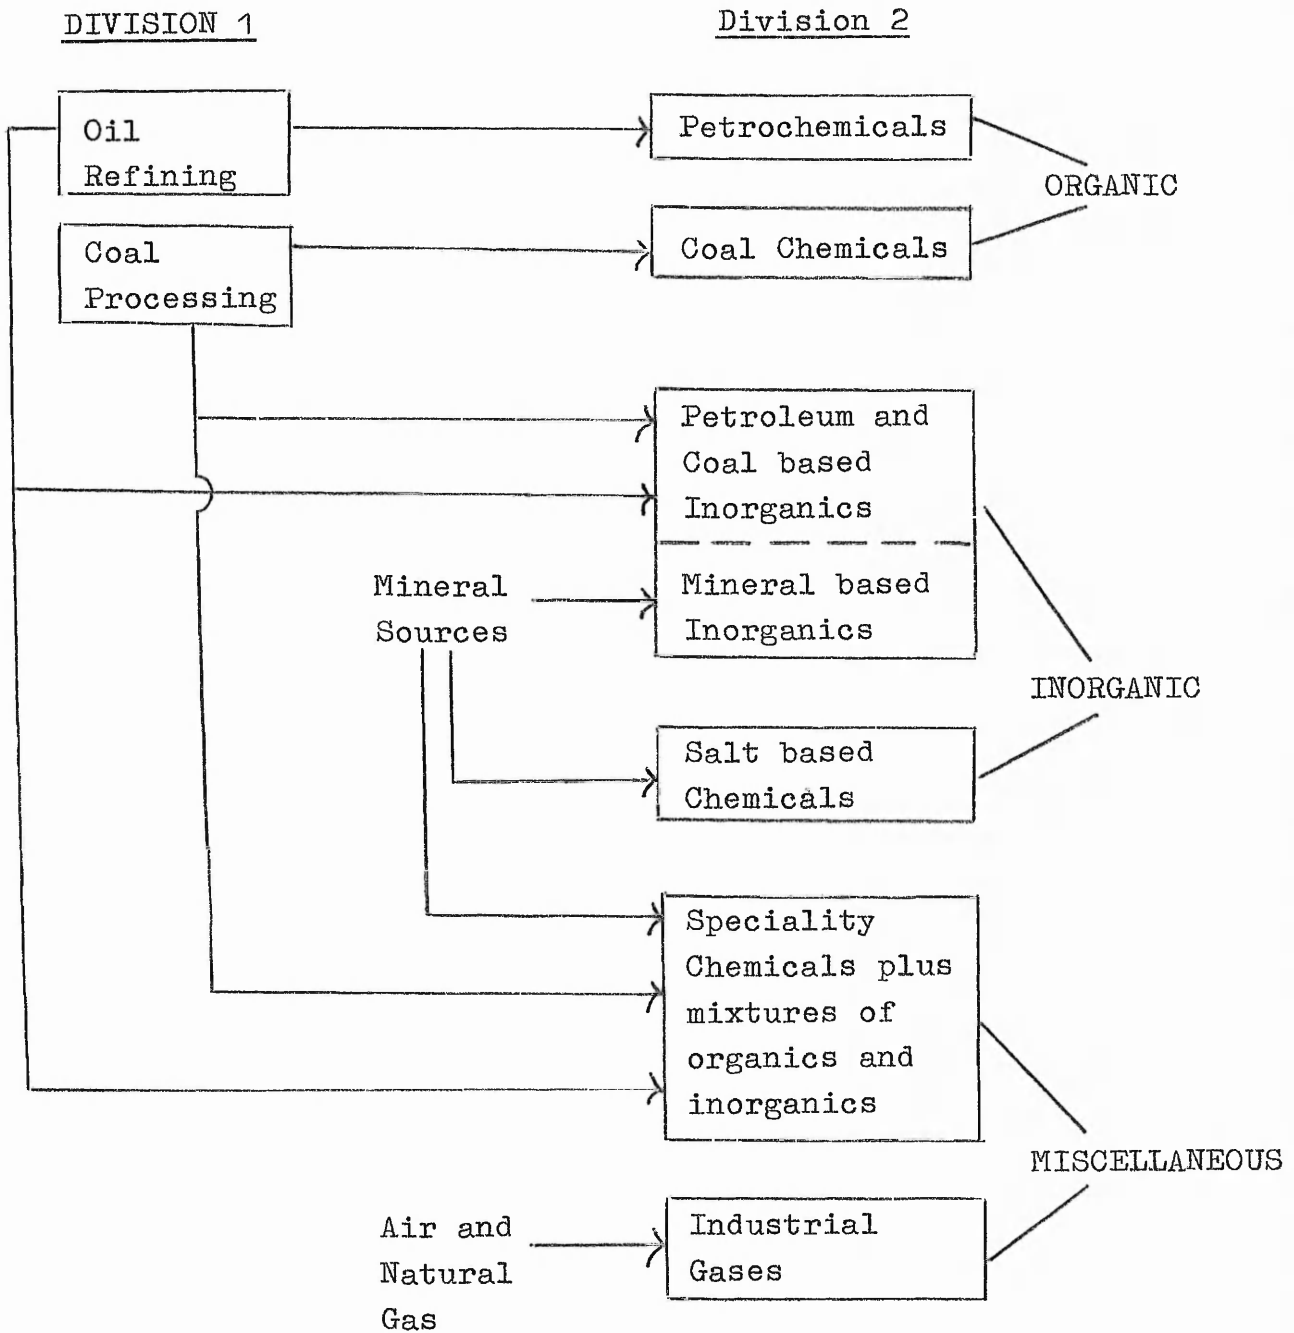 DIVISION 1
Division 2
Oil
Refining
Petrochemicals
ORGANIC
Coal
Processing
Coal Chemicals
Petroleum and
Coal based
Inorganics
Mineral
Sources
Mineral based
Inorganics
INORGANIC
Salt based
Chemicals
Speciality
Chemicals plus
mixtures of
organics and
inorganics
MISCELLANEOUS
Air and
Natural
Gas
Industrial
Gases